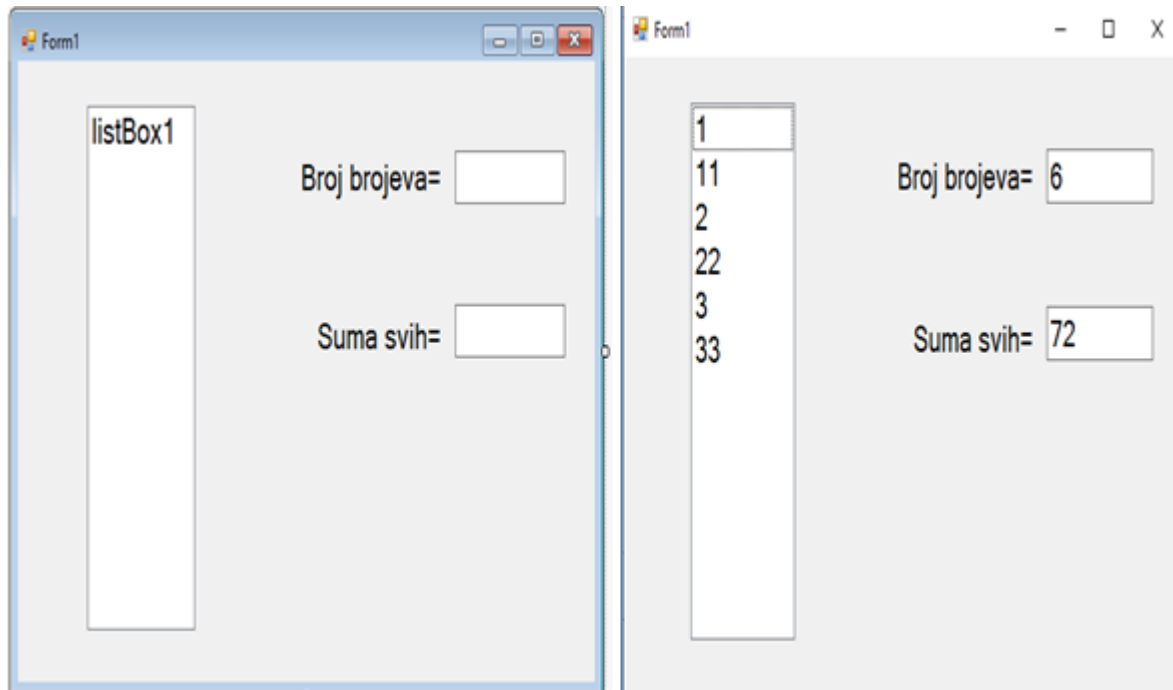 Form1
listBox1
Broj brojeva=
Suma svih=
Form1
1
11
2
22
3
33
Broj brojeva= 6
Suma svih= 72